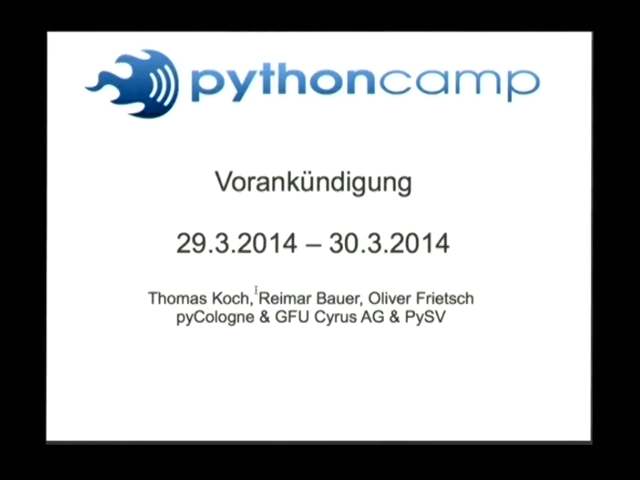 pythoncamp
Vorankündigung
29.3.2014 – 30.3.2014
Thomas Koch, Reimar Bauer, Oliver Frietsch
pyCologne & GFU Cyrus AG & PySV